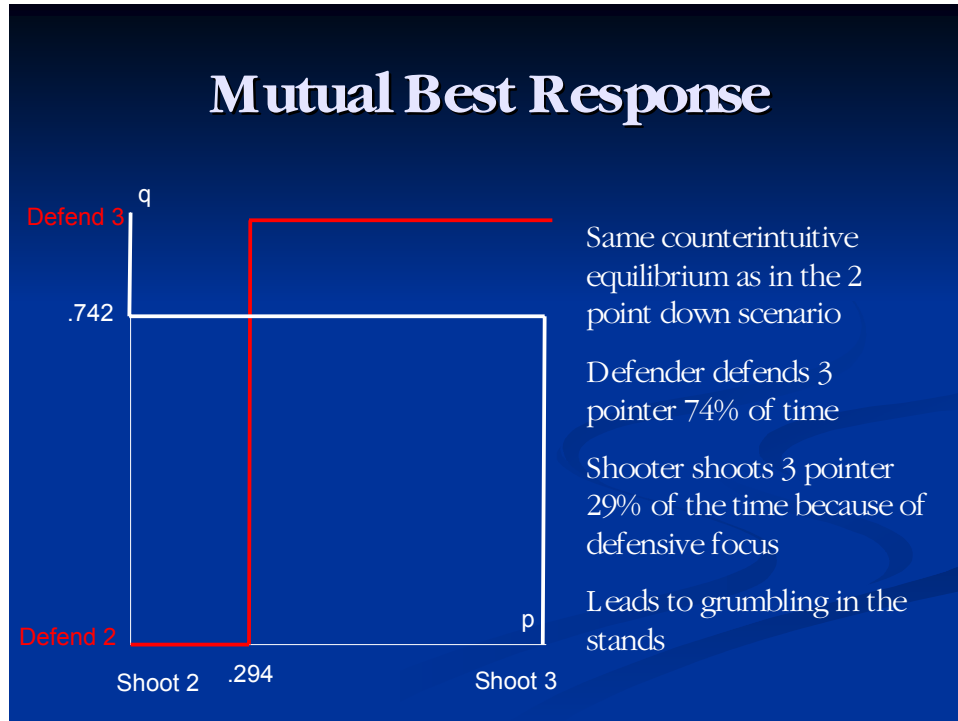 Mutual Best Response
q
Defend 3
.742
Defend 2
Shoot 2
.294
p
Shoot 3
Same counterintuitive
equilibrium as in the 2
point down scenario
Defender defends 3
pointer 74% of time
Shooter shoots 3 pointer
29% of the time because of
defensive focus
Leads to grumbling in the
stands